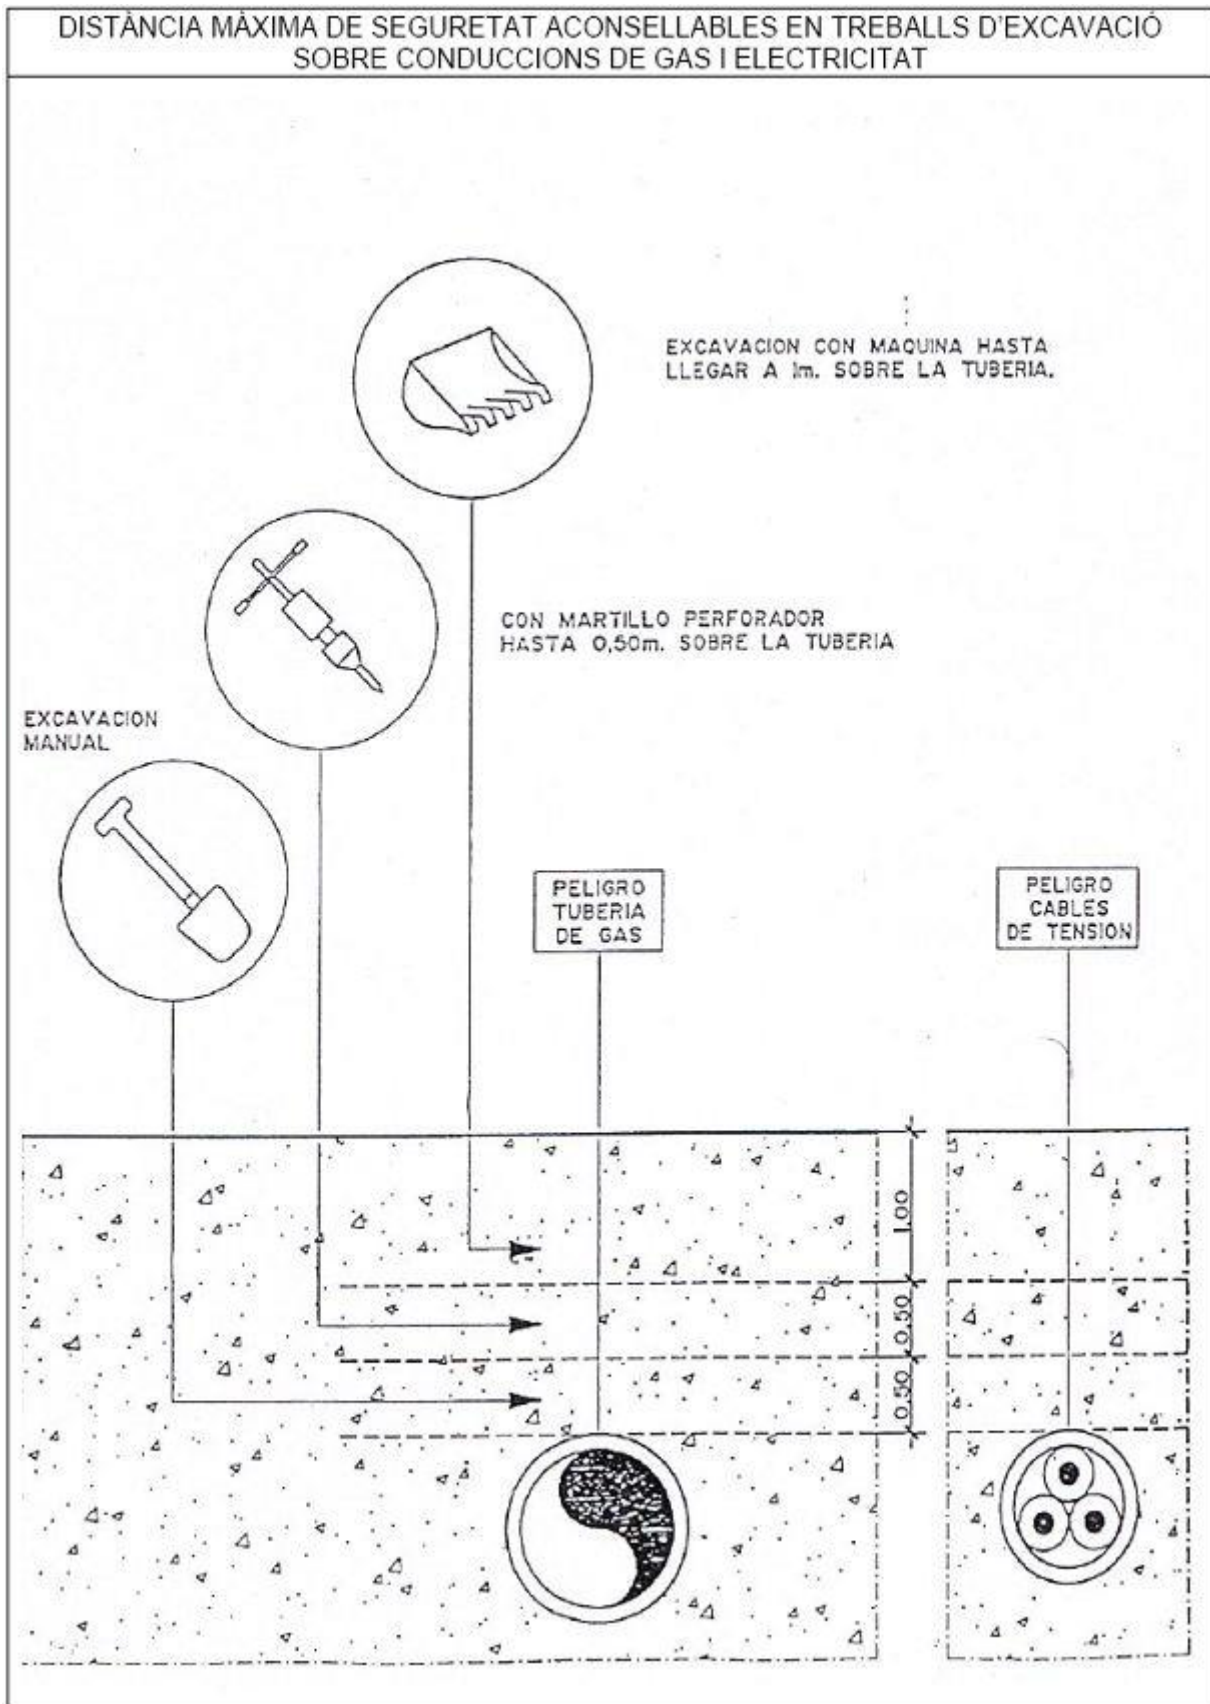 DISTÀNCIA MÀXIMA DE SEGURETAT ACONSELLABLES EN TREBALLS D'EXCAVACIÓ
SOBRE CONDUCCIONS DE GAS I ELECTRICITAT
EXCAVACION CON MAQUINA HASTA
LLEGAR A 1m. SOBRE LA TUBERIA.
CON MARTILLO PERFORADOR
HASTA 0,50m. SOBRE LA TUBERIA
EXCAVACION
MANUAL
PELIGRO
TUBERIA
DE GAS
PELIGRO
CABLES
DE TENSION
1.00
0.50
0.50